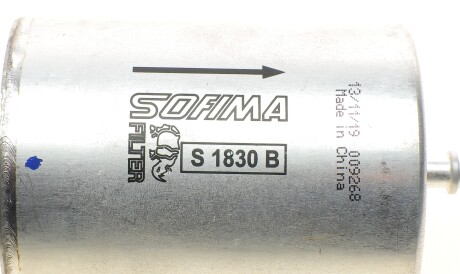 SOFIMA
FILTER
S 1830 B
13/11/19 009268
Made in China